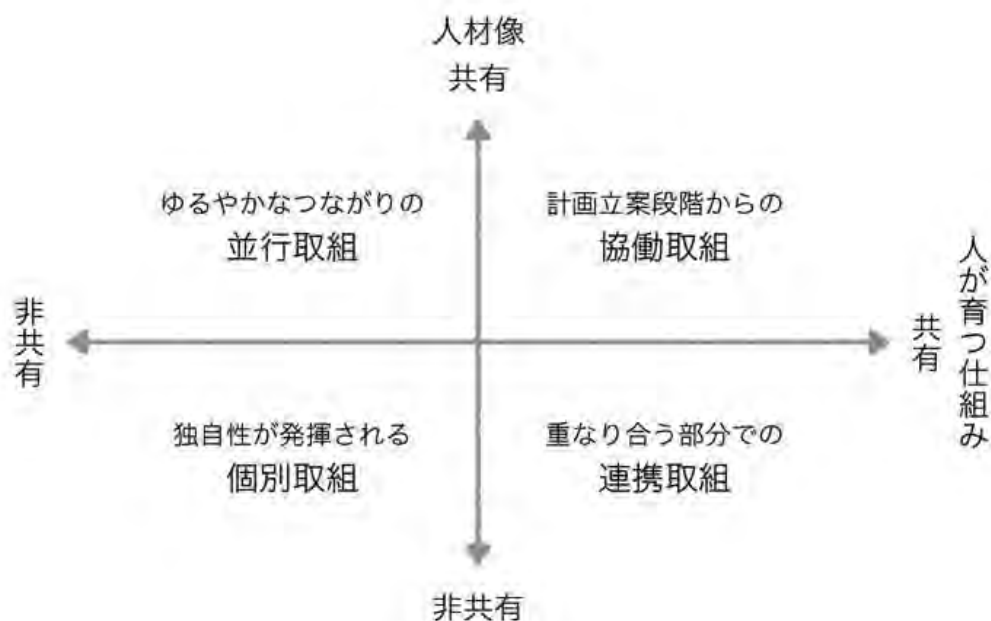 人材像
共有
ゆるやかなつながりの
並行取組
計画立案段階からの
協働取組
非共有
共有
人が育つ仕組み
独自性が発揮される
個別取組
重なり合う部分での
連携取組
非共有